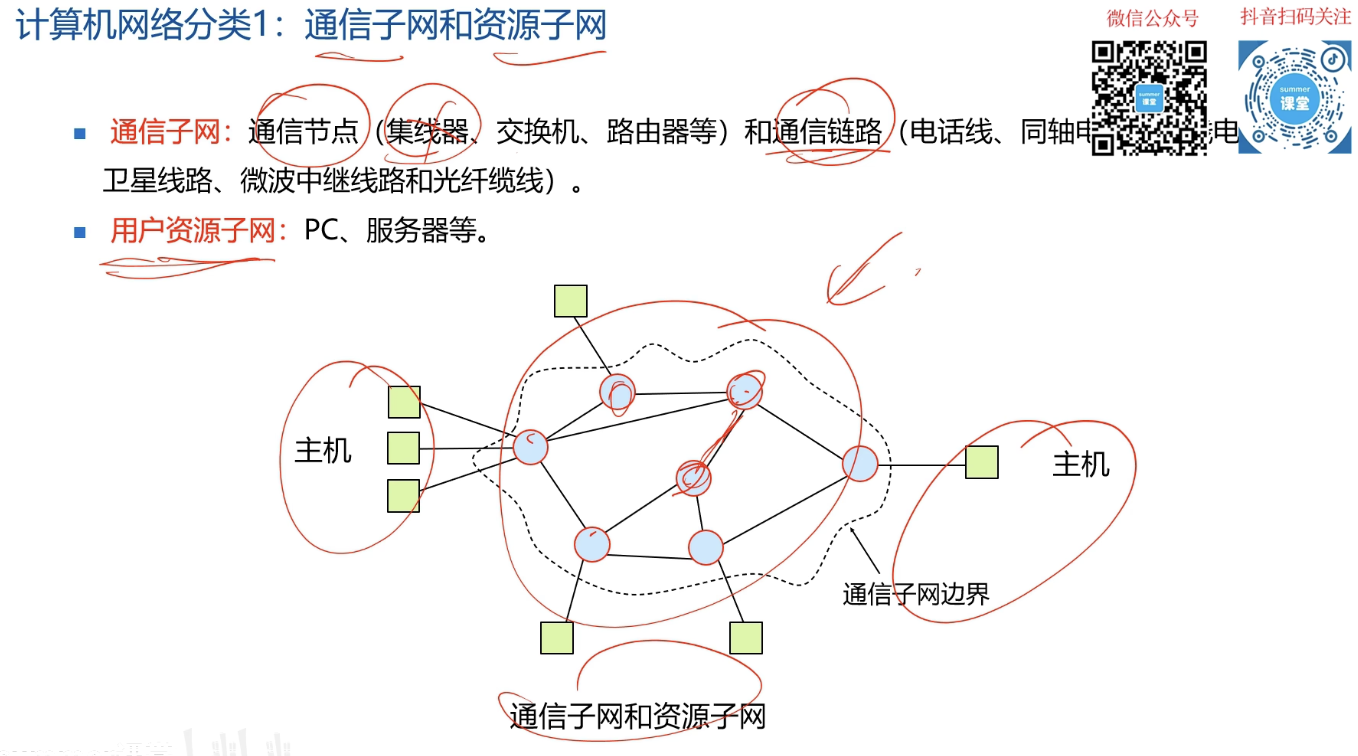 计算机网络分类1：通信子网和资源子网
微信公众号
抖音扫码关注
summer
课堂
summer
课堂
通信子网：通信节点（集线器、交换机、路由器等）和通信链路（电话线、同轴电
电
卫星线路、微波中继线路和光纤缆线）。
用户资源子网：PC、服务器等。
主机
主机
通信子网边界
通信子网和资源子网